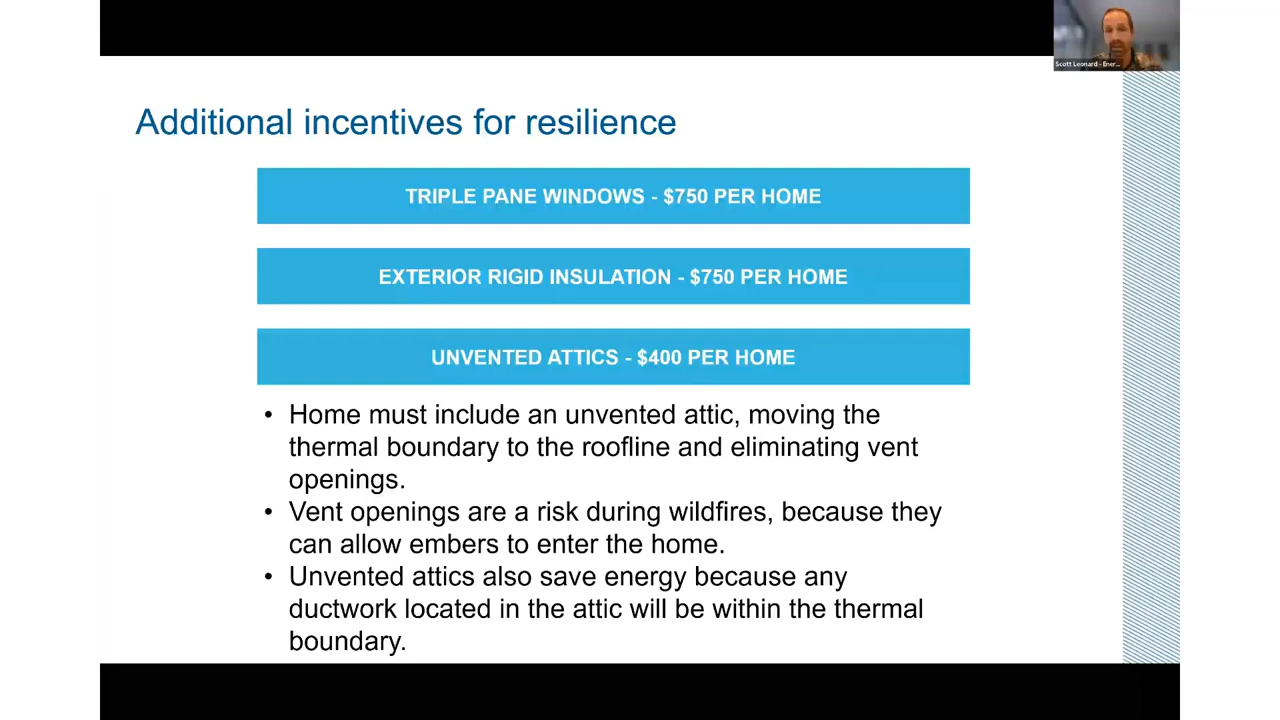 Scott Leonard - Ener...
Additional incentives for resilience
TRIPLE PANE WINDOWS - $750 PER HOME
EXTERIOR RIGID INSULATION - $750 PER HOME
UNVENTED ATTICS - $400 PER HOME
• Home must include an unvented attic, moving the
thermal boundary to the roofline and eliminating vent
openings.
• Vent openings are a risk during wildfires, because they
can allow embers to enter the home.
• Unvented attics also save energy because any
ductwork located in the attic will be within the thermal
boundary.